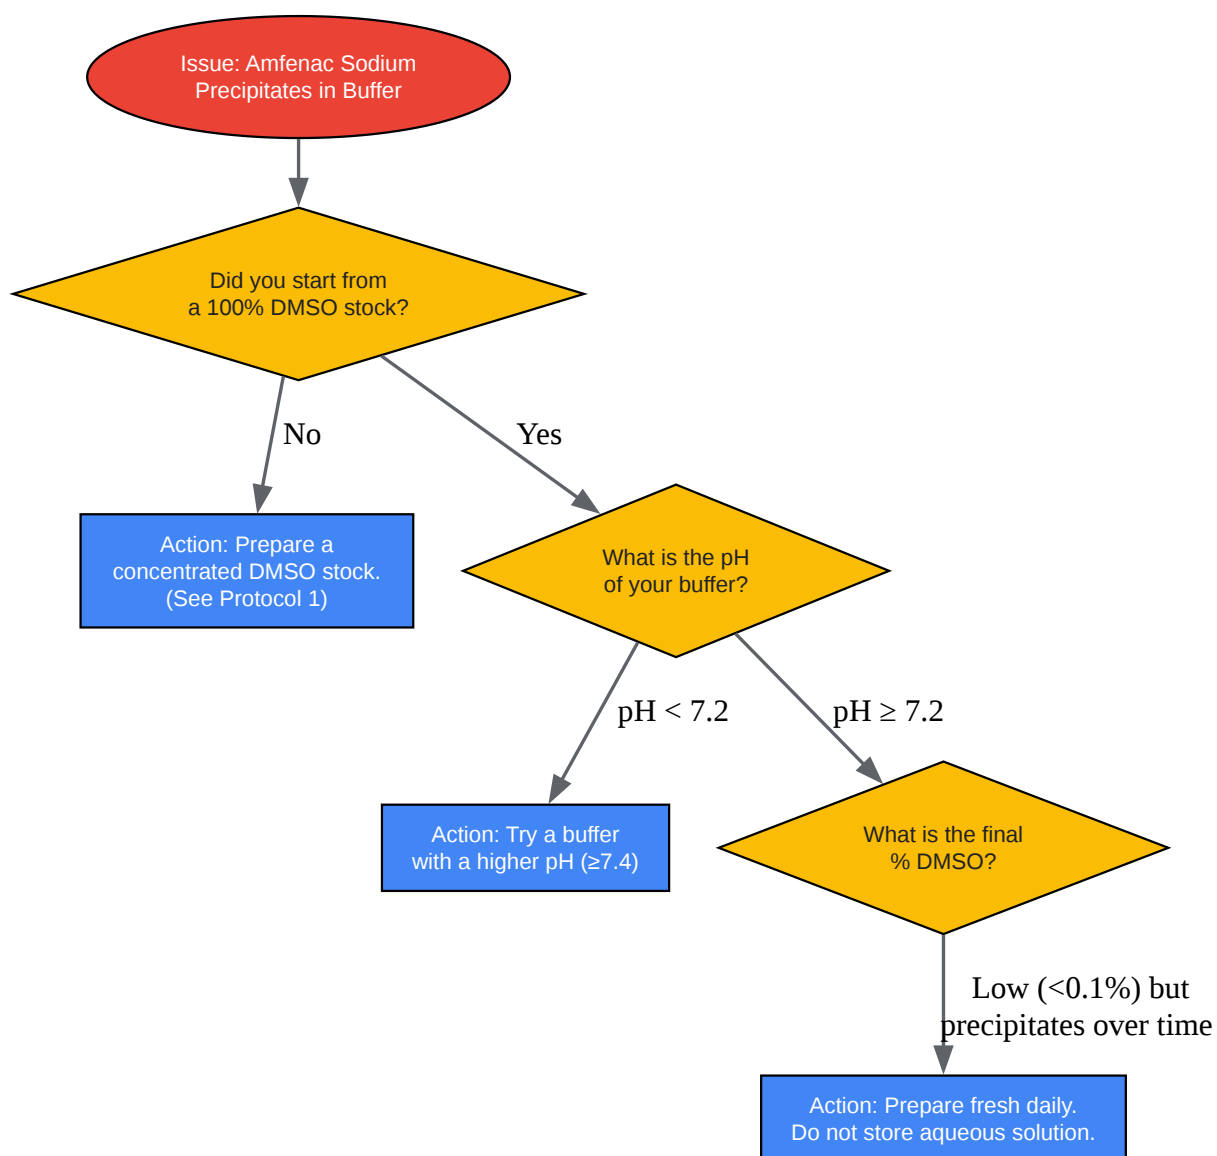 Issue: Amfenac Sodium
Precipitates in Buffer
Did you start from
a 100% DMSO stock?
No
Yes
Action: Prepare a
concentrated DMSO stock.
(See Protocol 1)
What is the pH
of your buffer?
pH < 7.2
pH ≥ 7.2
Action: Try a buffer
with a higher pH (≥7.4)
What is the final
% DMSO?
Low (<0.1%) but
precipitates over time
Action: Prepare fresh daily.
Do not store aqueous solution.